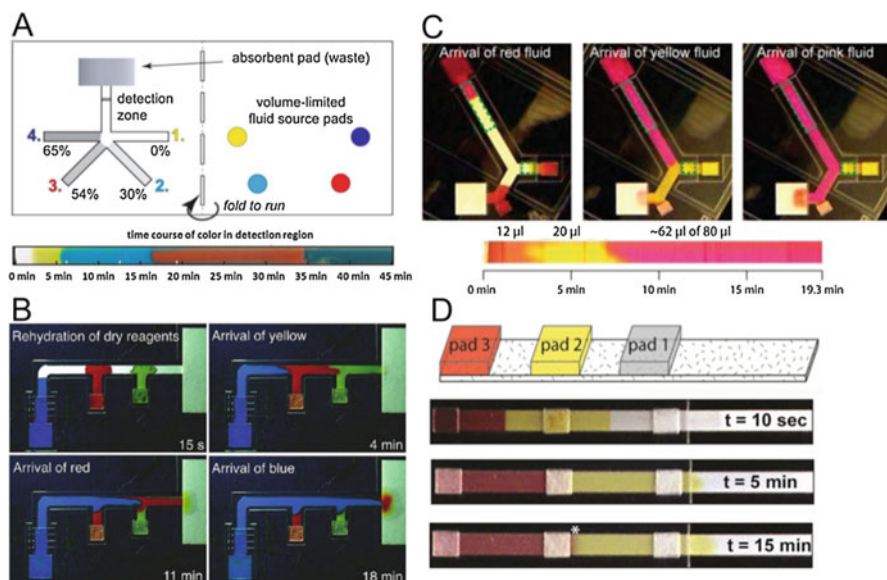 A
absorbent pad (waste)
detection
zone
volume-limited
fluid source pads
4.
1.
65%
0%
3.
2.
54%
30%
fold to run
time course of color in detection region
0 min 5 min 10 min 15 min 20 min 25 min 30 min 35 min 40 min 45 min
B
Rehydration of dry reagents
15 s
Arrival of yellow
4 min
Arrival of red
11 min
Arrival of blue
18 min
C
Arrival of red fluid
Arrival of yellow fluid
Arrival of pink fluid
12 µl 20 µl ~62 µl of 80 µl
0 min 5 min 10 min 15 min 19.3 min
D
pad 3 pad 2 pad 1
t = 10 sec
t = 5 min
*
t = 15 min